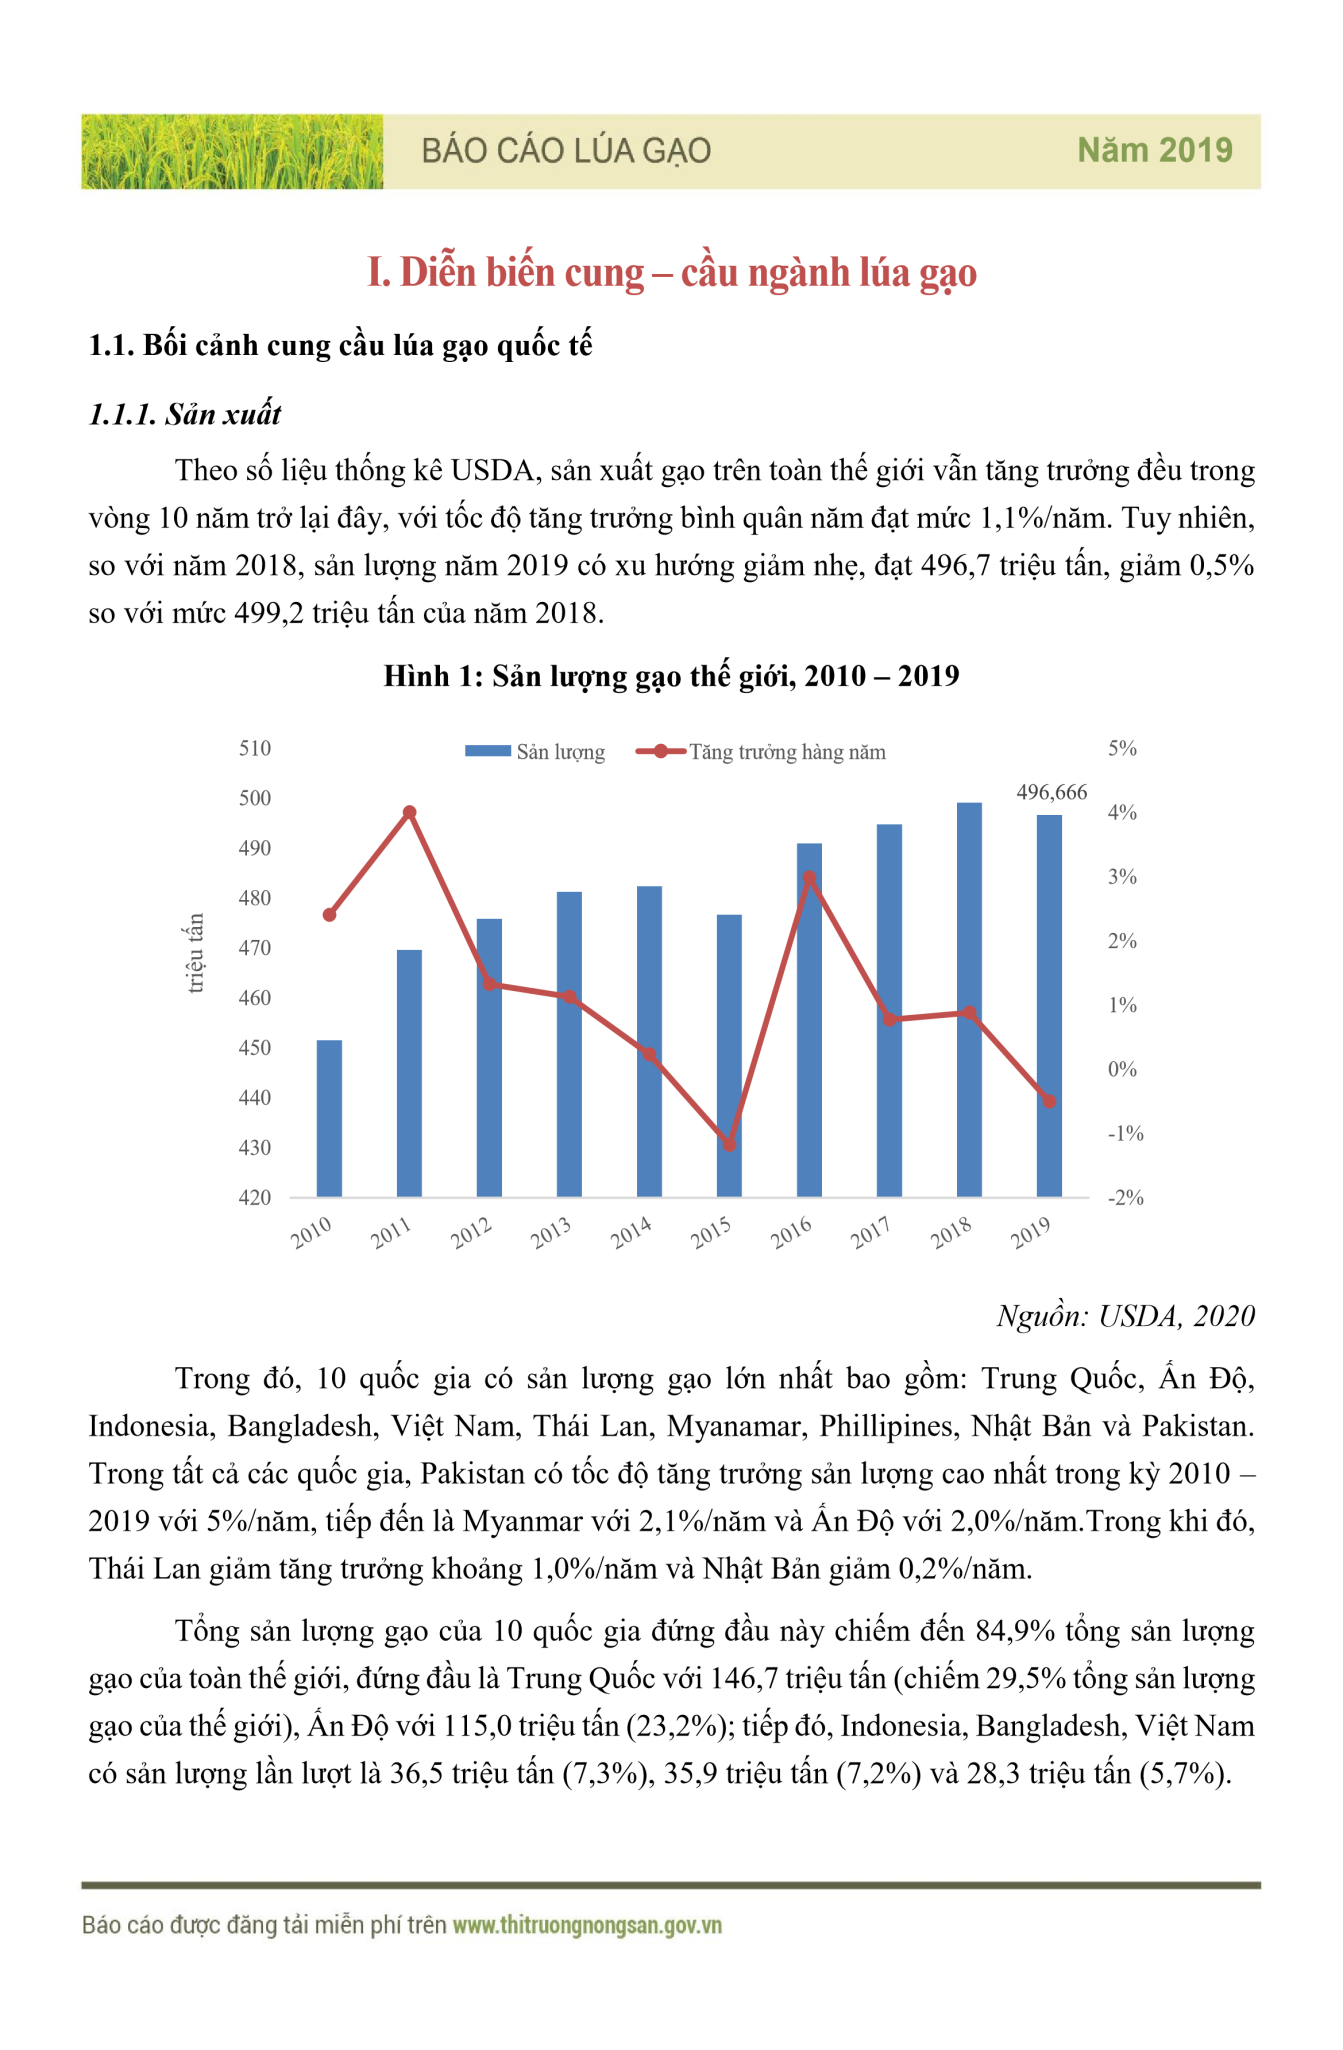 BÁO CÁO LÚA GẠO Năm 2019
I. Diễn biến cung – cầu ngành lúa gạo
1.1. Bối cảnh cung cầu lúa gạo quốc tế
1.1.1. Sản xuất
Theo số liệu thống kê USDA, sản xuất gạo trên toàn thế giới vẫn tăng trưởng đều trong
vòng 10 năm trở lại đây, với tốc độ tăng trưởng bình quân năm đạt mức 1,1%/năm. Tuy nhiên,
so với năm 2018, sản lượng năm 2019 có xu hướng giảm nhẹ, đạt 496,7 triệu tấn, giảm 0,5%
so với mức 499,2 triệu tấn của năm 2018.
Hình 1: Sản lượng gạo thế giới, 2010 – 2019
Sản lượng Tăng trưởng hàng năm
510
500
490
480
470
460
450
440
430
420
triệu tấn
496,666
5%
4%
3%
2%
1%
0%
-1%
-2%
2010 2011 2012 2013 2014 2015 2016 2017 2018 2019
Nguồn: USDA, 2020
Trong đó, 10 quốc gia có sản lượng gạo lớn nhất bao gồm: Trung Quốc, Ấn Độ,
Indonesia, Bangladesh, Việt Nam, Thái Lan, Myanamar, Phillipines, Nhật Bản và Pakistan.
Trong tất cả các quốc gia, Pakistan có tốc độ tăng trưởng sản lượng cao nhất trong kỳ 2010 –
2019 với 5%/năm, tiếp đến là Myanmar với 2,1%/năm và Ấn Độ với 2,0%/năm.Trong khi đó,
Thái Lan giảm tăng trưởng khoảng 1,0%/năm và Nhật Bản giảm 0,2%/năm.
Tổng sản lượng gạo của 10 quốc gia đứng đầu này chiếm đến 84,9% tổng sản lượng
gạo của toàn thế giới, đứng đầu là Trung Quốc với 146,7 triệu tấn (chiếm 29,5% tổng sản lượng
gạo của thế giới), Ấn Độ với 115,0 triệu tấn (23,2%); tiếp đó, Indonesia, Bangladesh, Việt Nam
có sản lượng lần lượt là 36,5 triệu tấn (7,3%), 35,9 triệu tấn (7,2%) và 28,3 triệu tấn (5,7%).
Báo cáo được đăng tải miễn phí trên www.thitruongnongsan.gov.vn